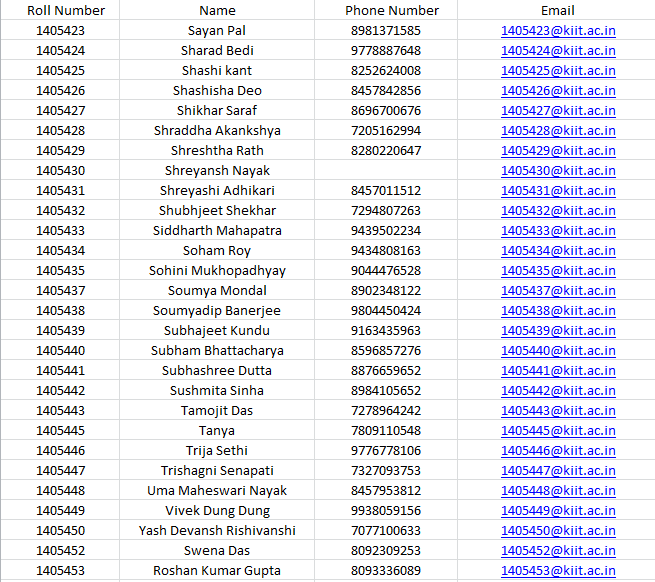 Roll Number Name Phone Number Email
1405423 Sayan Pal 8981371585 1405423@kiit.ac.in
1405424 Sharad Bedi 9778887648 1405424@kiit.ac.in
1405425 Shashi kant 8252624008 1405425@kiit.ac.in
1405426 Shashisha Deo 8457842856 1405426@kiit.ac.in
1405427 Shikhar Saraf 8696700676 1405427@kiit.ac.in
1405428 Shraddha Akankshya 7205162994 1405428@kiit.ac.in
1405429 Shreshtha Rath 8280220647 1405429@kiit.ac.in
1405430 Shreyansh Nayak 1405430@kiit.ac.in
1405431 Shreyashi Adhikari 8457011512 1405431@kiit.ac.in
1405432 Shubhjeet Shekhar 7294807263 1405432@kiit.ac.in
1405433 Siddharth Mahapatra 9439502234 1405433@kiit.ac.in
1405434 Soham Roy 9434808163 1405434@kiit.ac.in
1405435 Sohini Mukhopadhyay 9044476528 1405435@kiit.ac.in
1405437 Soumya Mondal 8902348122 1405437@kiit.ac.in
1405438 Soumyadip Banerjee 9804450424 1405438@kiit.ac.in
1405439 Subhajeet Kundu 9163435963 1405439@kiit.ac.in
1405440 Subham Bhattacharya 8596857276 1405440@kiit.ac.in
1405441 Subhashree Dutta 8876659652 1405441@kiit.ac.in
1405442 Sushmita Sinha 8984105652 1405442@kiit.ac.in
1405443 Tamojit Das 7278964242 1405443@kiit.ac.in
1405445 Tanya 7809110548 1405445@kiit.ac.in
1405446 Trija Sethi 9776778106 1405446@kiit.ac.in
1405447 Trishagni Senapati 7327093753 1405447@kiit.ac.in
1405448 Uma Maheswari Nayak 8457953812 1405448@kiit.ac.in
1405449 Vivek Dung Dung 9938059156 1405449@kiit.ac.in
1405450 Yash Devansh Rishivanshi 7077100633 1405450@kiit.ac.in
1405452 Swena Das 8092309253 1405452@kiit.ac.in
1405453 Roshan Kumar Gupta 8093336089 1405453@kiit.ac.in